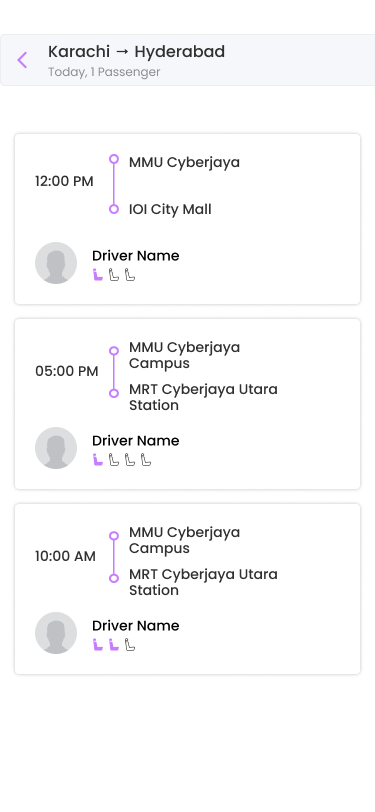 Karachi → Hyderabad
Today, 1 Passenger
12:00 PM
MMU Cyberjaya
IOI City Mall
Driver Name
05:00 PM
MMU Cyberjaya
Campus
MRT Cyberjaya Utara
Station
Driver Name
10:00 AM
MMU Cyberjaya
Campus
MRT Cyberjaya Utara
Station
Driver Name